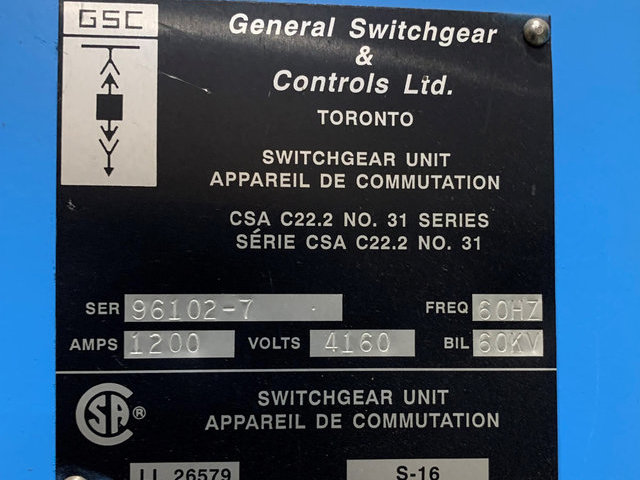 GSC
General Switchgear
&
Controls Ltd.
TORONTO
SWITCHGEAR UNIT
APPAREIL DE COMMUTATION
CSA C22.2 NO. 31 SERIES
SÉRIE CSA C22.2 NO. 31
SER 96102-7 FREQ 60HZ
AMPS 1200 VOLTS 4160 BIL 60KV
CSA ® SWITCHGEAR UNIT
APPAREIL DE COMMUTATION
LL 26579 S-16